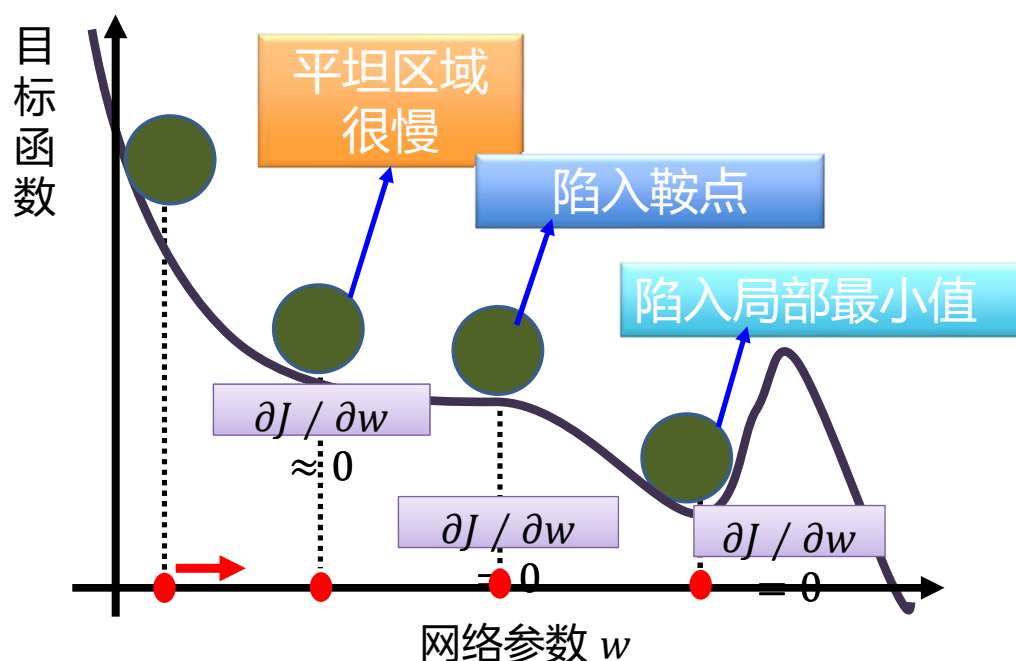 目标函数
平坦区域
很慢
陷入鞍点
陷入局部最小值
∂J / ∂w
≈ 0
∂J / ∂w
= 0
∂J / ∂w
= 0
网络参数 w